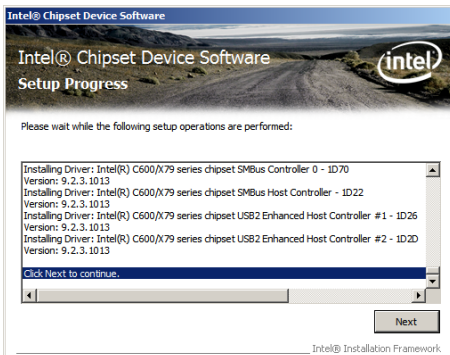 Intel® Chipset Device Software
Intel® Chipset Device Software
intel
Setup Progress
Please wait while the following setup operations are performed:
Installing Driver: Intel(R) C600/X79 series chipset SMBus Controller 0 - 1D70
Version: 9.2.3.1013
Installing Driver: Intel(R) C600/X79 series chipset SMBus Host Controller - 1D22
Version: 9.2.3.1013
Installing Driver: Intel(R) C600/X79 series chipset USB2 Enhanced Host Controller #1 - 1D26
Version: 9.2.3.1013
Installing Driver: Intel(R) C600/X79 series chipset USB2 Enhanced Host Controller #2 - 1D2D
Version: 9.2.3.1013
Click Next to continue.
Next
Intel® Installation Framework